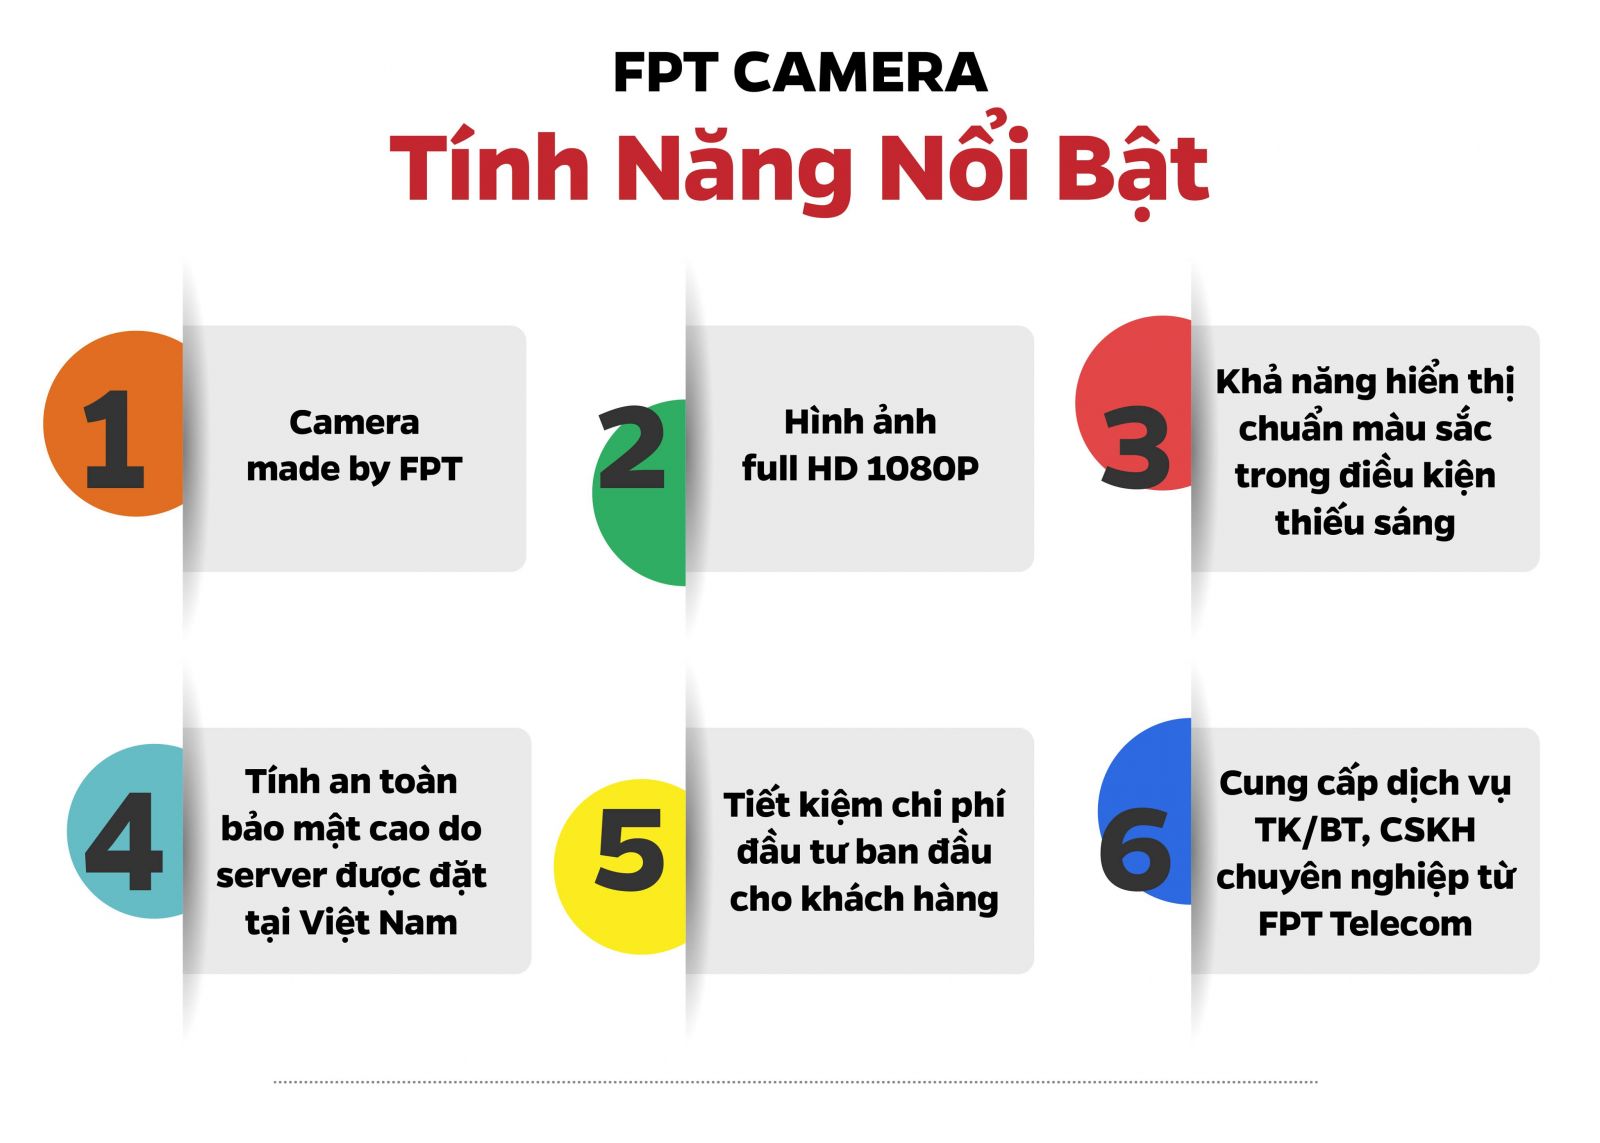 FPT CAMERA
Tính Năng Nổi Bật
1
Camera
made by FPT
2
Hình ảnh
full HD 1080P
3
Khả năng hiển thị
chuẩn màu sắc
trong điều kiện
thiếu sáng
4
Tính an toàn
bảo mật cao do
server được đặt
tại Việt Nam
5
Tiết kiệm chi phí
đầu tư ban đầu
cho khách hàng
6
Cung cấp dịch vụ
TK/BT, CSKH
chuyên nghiệp từ
FPT Telecom